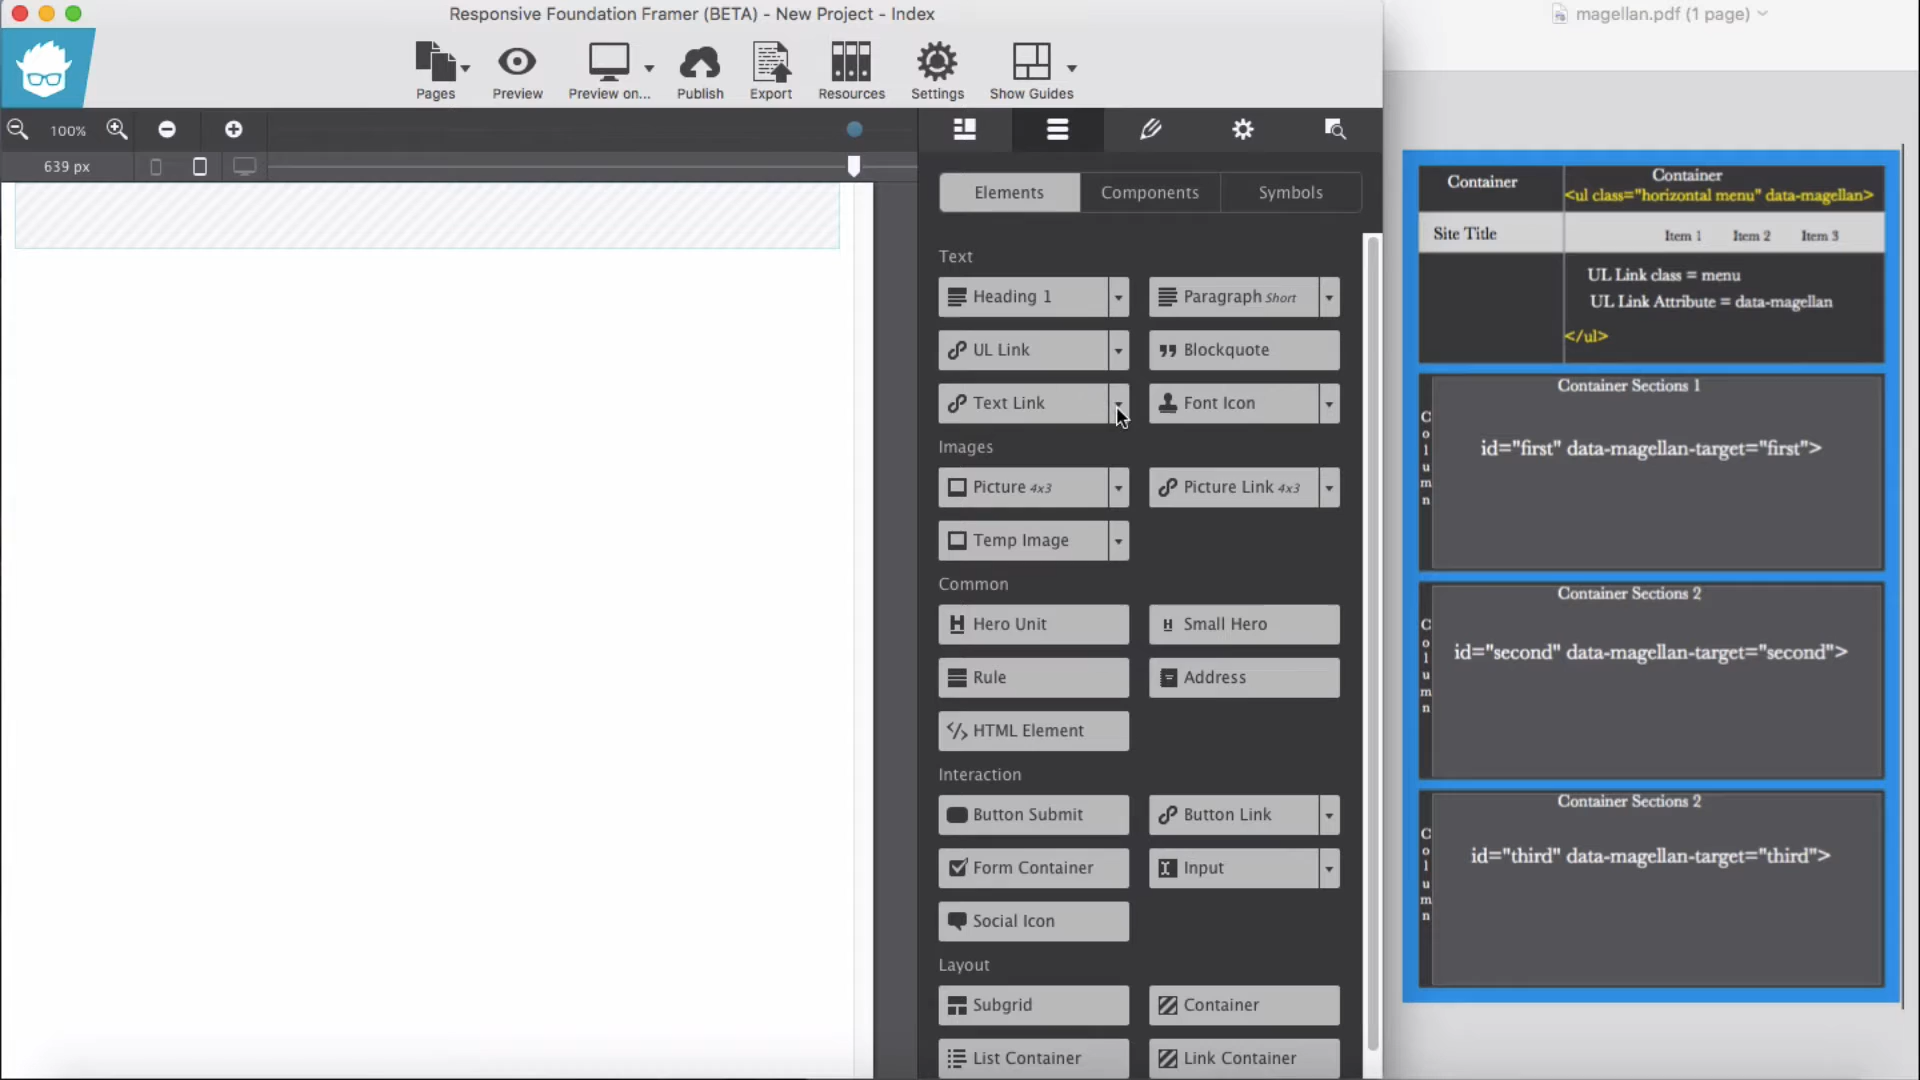 Responsive Foundation Framer (BETA) - New Project - Index
magellan.pdf (1 page)
Pages
Preview
Preview on...
Publish
Export
Resources
Settings
Show Guides
100%
639 px
Elements
Components
Symbols
Text
Heading 1
Paragraph Short
UL Link
Blockquote
Text Link
Font Icon
Images
Picture 4x3
Picture Link 4x3
Temp Image
Common
Hero Unit
Small Hero
Rule
Address
HTML Element
Interaction
Button Submit
Button Link
Form Container
Input
Social Icon
Layout
Subgrid
Container
List Container
Link Container
Container
Container
<ul class="horizontal menu" data-magellan>
Site Title
Item 1
Item 2
Item 3
UL Link class = menu
UL Link Attribute = data-magellan
</ul>
Container Sections 1
Column
id="first" data-magellan-target="first">
Container Sections 2
Column
id="second" data-magellan-target="second">
Container Sections 2
Column
id="third" data-magellan-target="third">